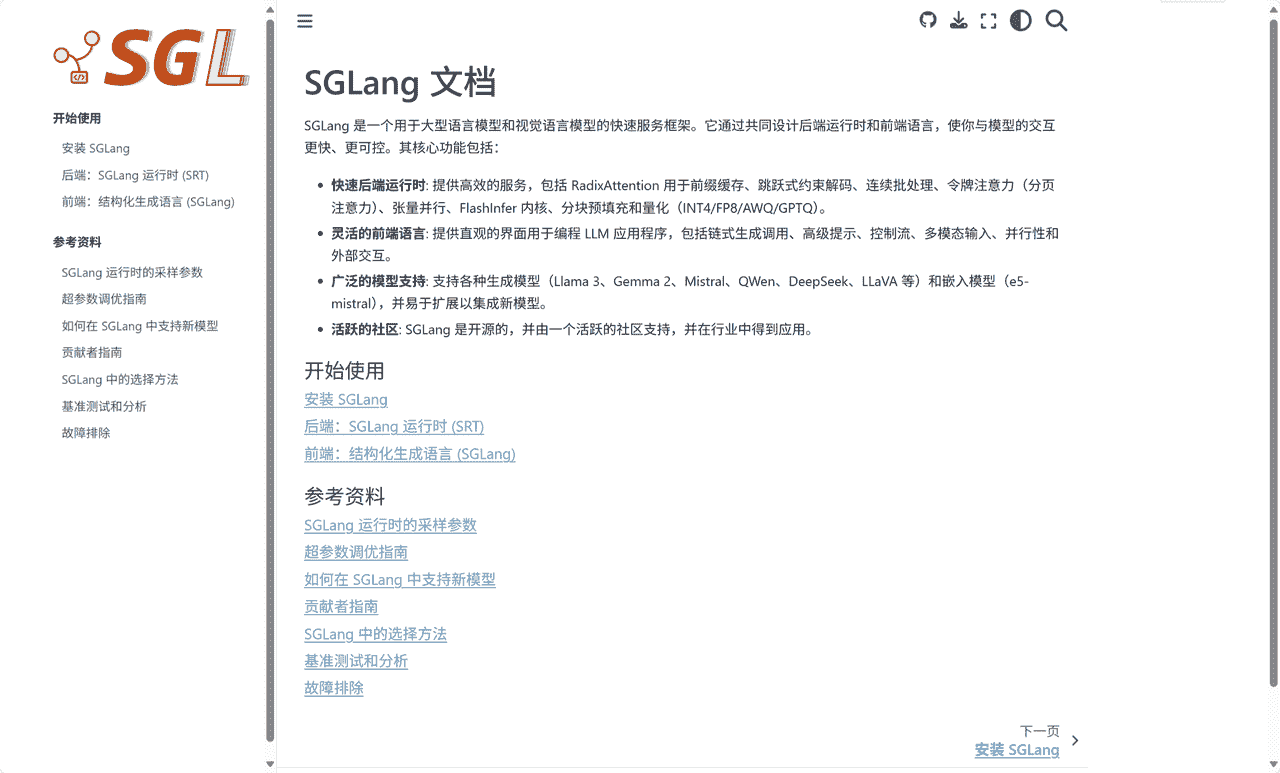 SGL
开始使用
安装 SGLang
后端：SGLang 运行时 (SRT)
前端：结构化生成语言 (SGLang)
参考资料
SGLang 运行时的采样参数
超参数调优指南
如何在 SGLang 中支持新模型
贡献者指南
SGLang 中的选择方法
基准测试和分析
故障排除
SGLang 文档
SGLang 是一个用于大型语言模型和视觉语言模型的快速服务框架。它通过共同设计后端运行时和前端语言，使你与模型的交互
更快、更可控。其核心功能包括：
快速后端运行时: 提供高效的服务，包括 RadixAttention 用于前缀缓存、跳跃式约束解码、连续批处理、令牌注意力（分页
注意力）、张量并行、FlashInfer 内核、分块预填充和量化（INT4/FP8/AWQ/GPTQ）。
灵活的前端语言: 提供直观的界面用于编程 LLM 应用程序，包括链式生成调用、高级提示、控制流、多模态输入、并行性和
外部交互。
广泛的模型支持: 支持各种生成模型（Llama 3、Gemma 2、Mistral、QWen、DeepSeek、LLaVA 等）和嵌入模型（e5-
mistral），并易于扩展以集成新模型。
活跃的社区: SGLang 是开源的，并由一个活跃的社区支持，并在行业中得到应用。
开始使用
安装 SGLang
后端：SGLang 运行时 (SRT)
前端：结构化生成语言 (SGLang)
参考资料
SGLang 运行时的采样参数
超参数调优指南
如何在 SGLang 中支持新模型
贡献者指南
SGLang 中的选择方法
基准测试和分析
故障排除
下一页
安装 SGLang